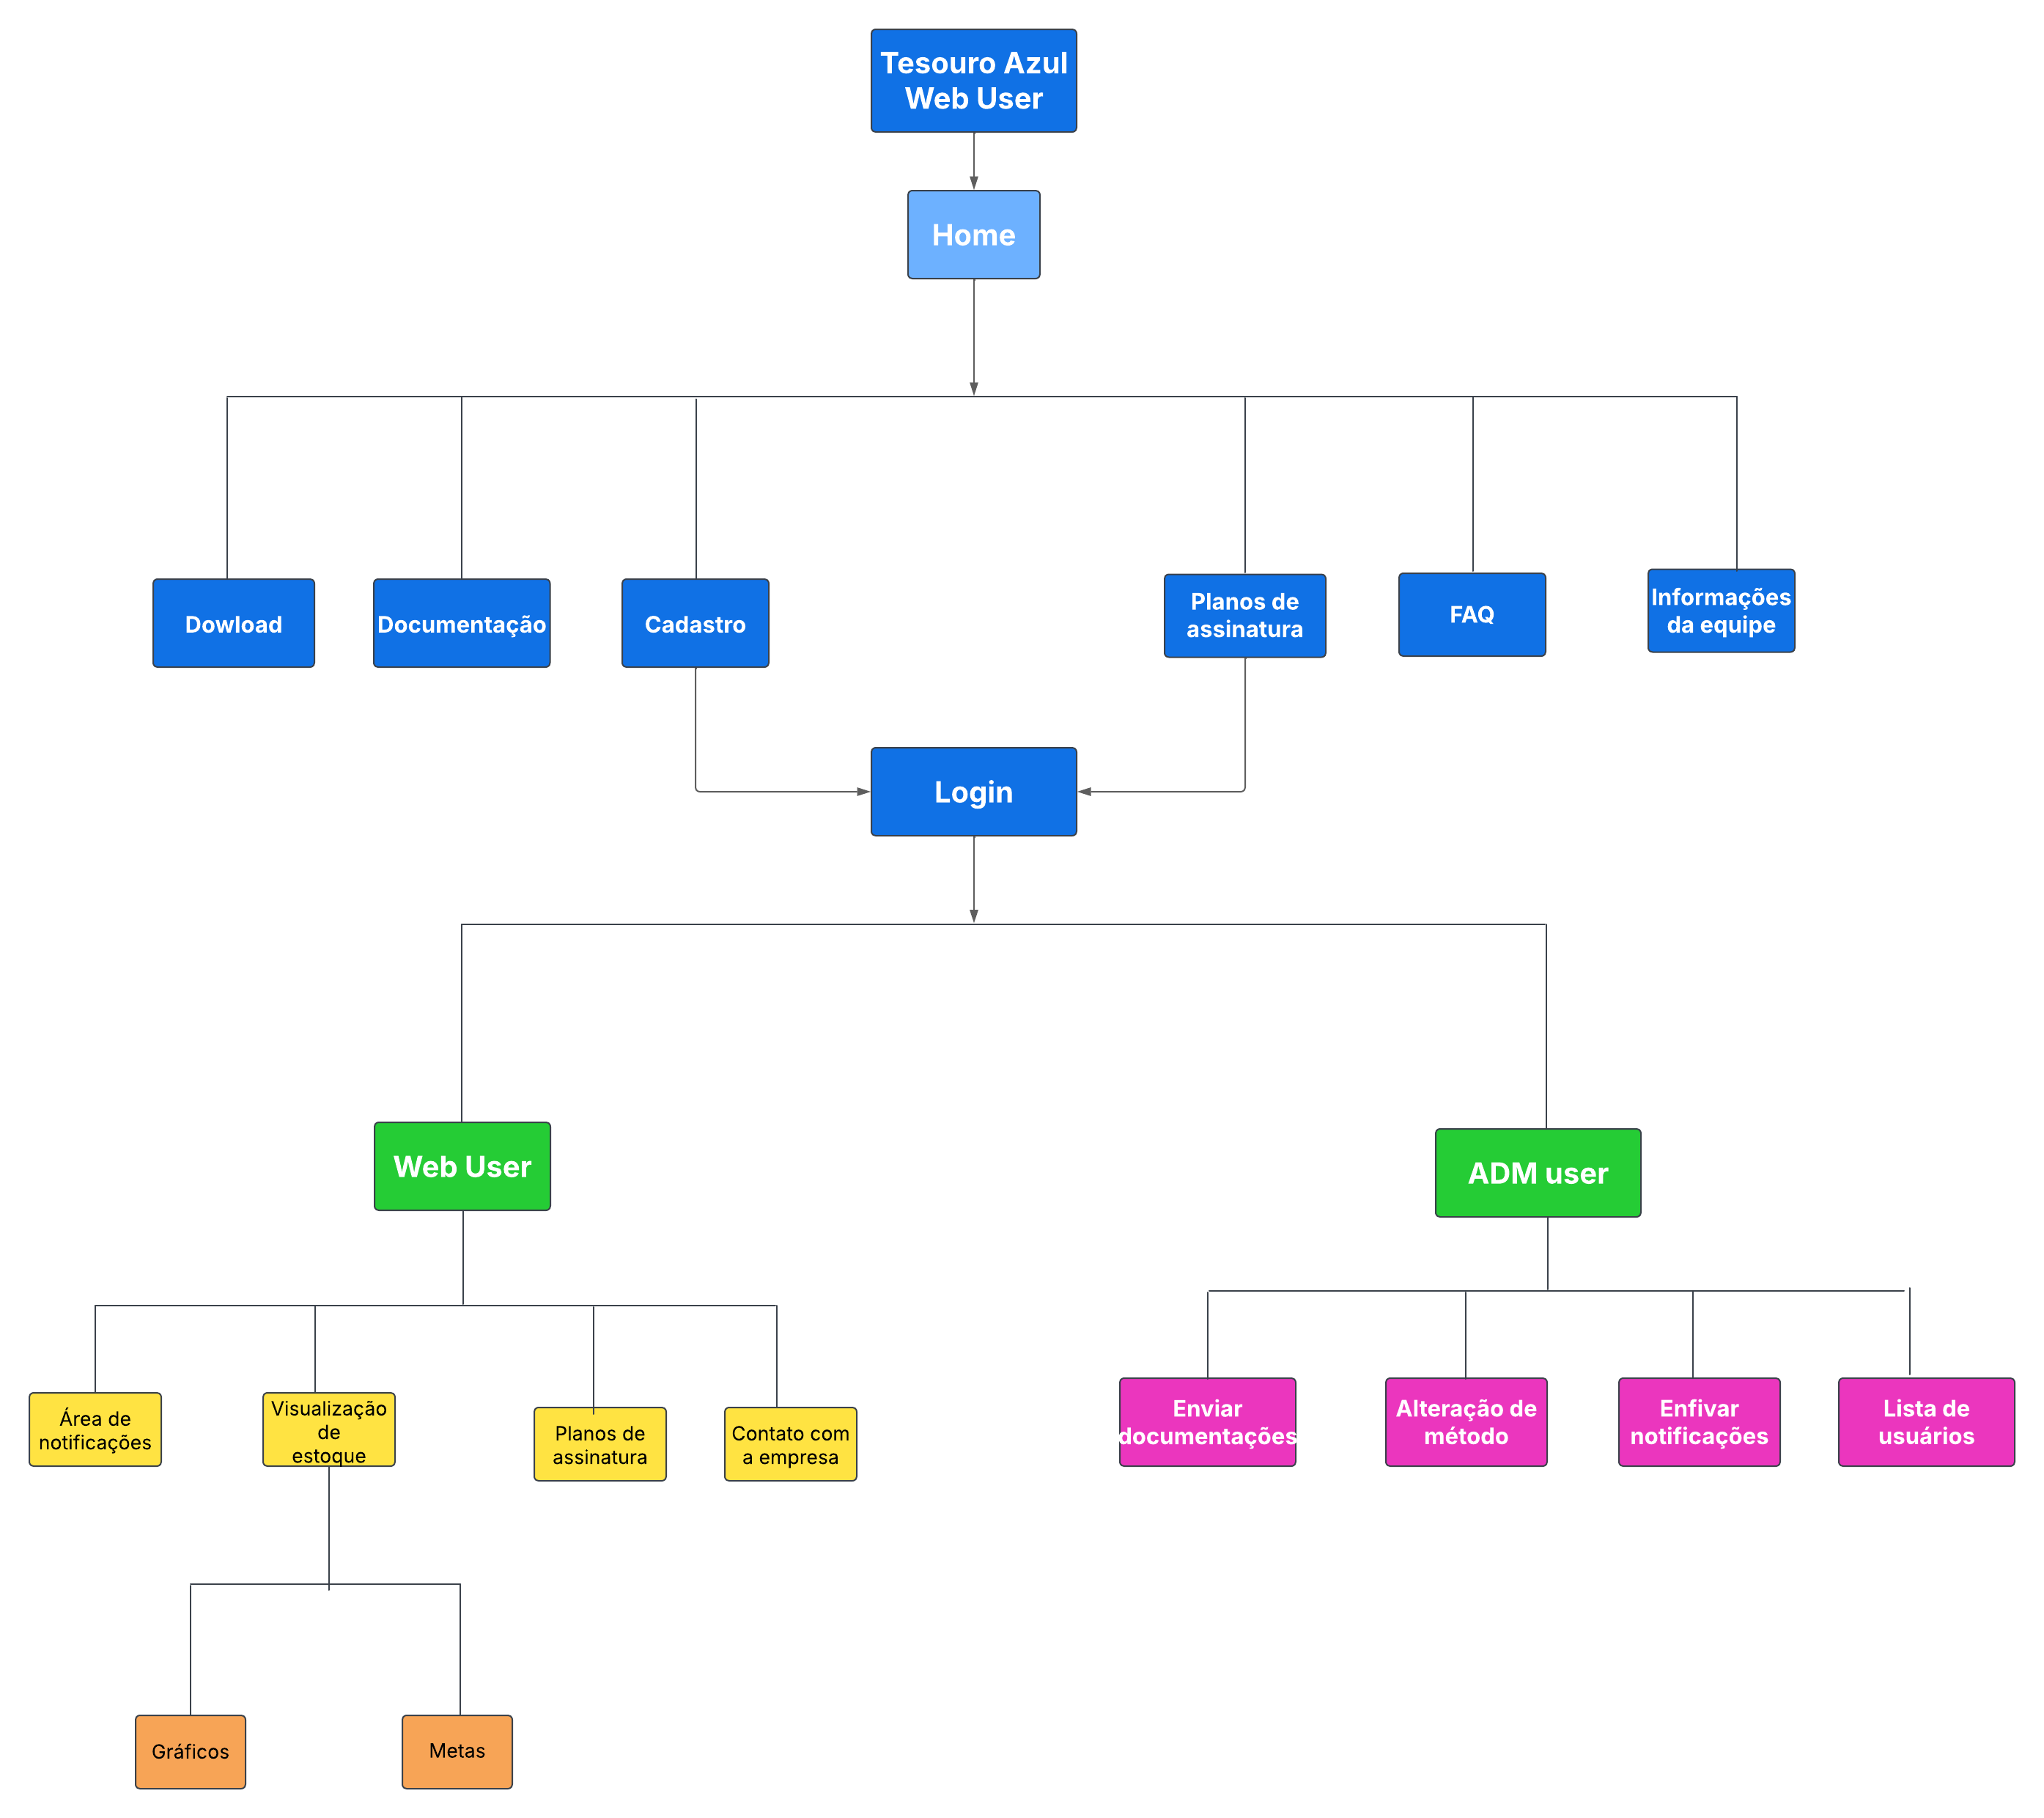 Tesouro Azul
Web User
Home
Dowload
Documentação
Cadastro
Planos de
assinatura
FAQ
Informações
da equipe
Login
Web User
ADM user
Área de
notificações
Visualização
de
estoque
Planos de
assinatura
Contato com
a empresa
Enviar
documentações
Alteração de
método
Enfivar
notificações
Lista de
usuários
Gráficos
Metas